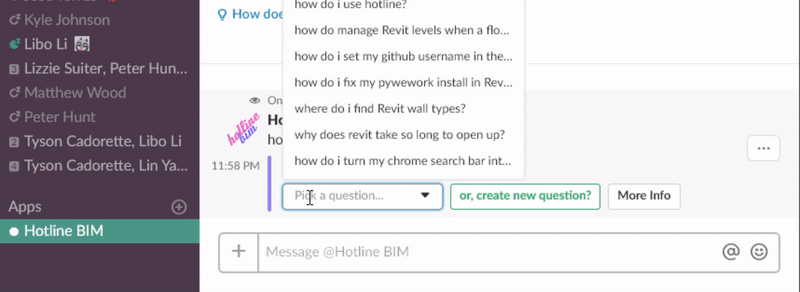 Kyle Johnson
Libo Li
3 Lizzie Suiter, Peter Hun...
Matthew Wood
Peter Hunt
2 Tyson Cadorette, Libo Li
4 Tyson Cadorette, Lin Ya...
Apps
Hotline BIM
How does
how do i use hotline?
how do manage Revit levels when a flo...
how do i set my github username in the...
how do i fix my pywework install in Rev...
where do i find Revit wall types?
why does revit take so long to open up?
how do i turn my chrome search bar int...
On
Ho
hotline bim
ho
11:58 PM
Pick a question...
or, create new question?
More Info
Message @Hotline BIM